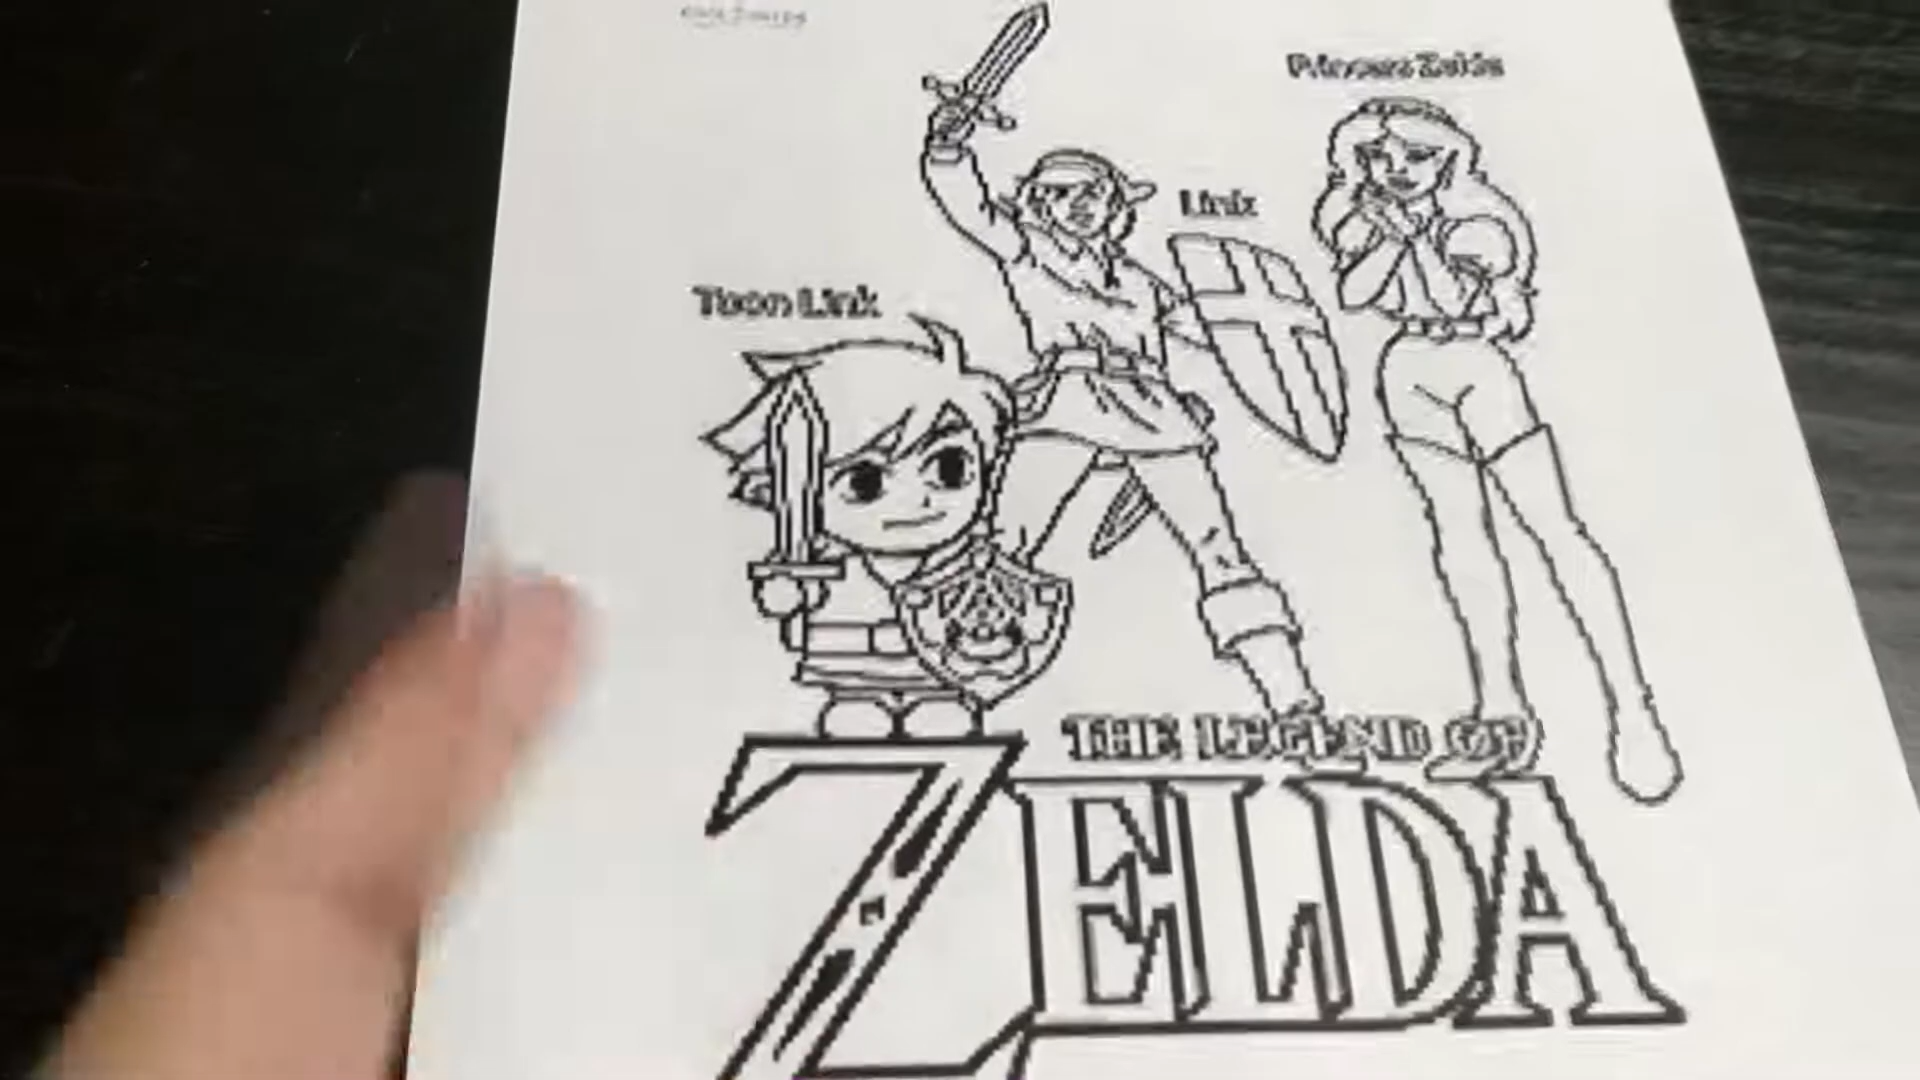 Princess Zelda
Link
Toon Link
THE LEGEND OF
ZELDA